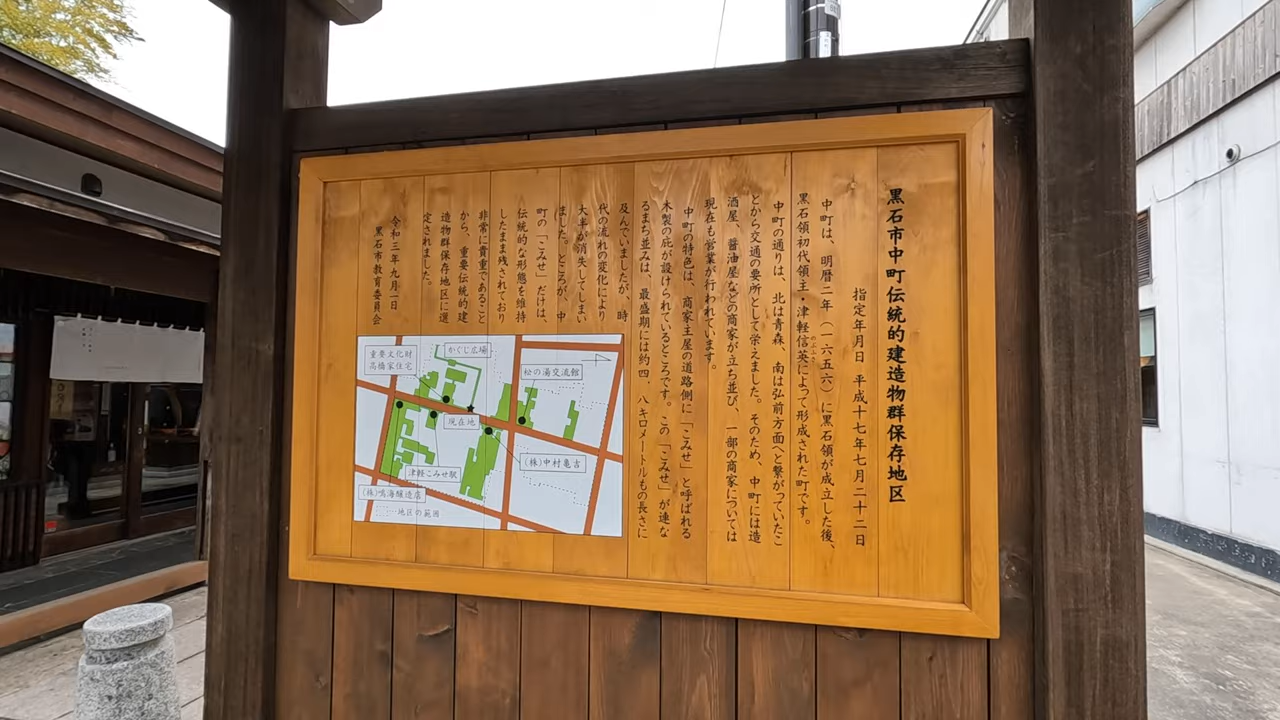 黒石市中町伝統的建造物群保存地区
指定年月日 平成十七年七月二十二日
中町は、明暦二年（一六五六）に黒石領が成立した後、
黒石領初代領主・津軽信英によって形成された町です。
のぶふさ
中町の通りは、北は青森、南は弘前方面へと繋がっていたこ
とから交通の要所として栄えました。そのため、中町には造
酒屋、醤油屋などの商家が立ち並び、一部の商家については
現在も営業が行われています。
中町の特色は、商家主屋の道路側に「こみせ」と呼ばれる
木製の庇が設けられているところです。この「こみせ」が連な
るまち並みは、最盛期には約四．八キロメートルもの長さに
及んでいましたが、時
代の流れの変化により
大半が消失してしまい
ました。ところが、中
町の「こみせ」だけは、
伝統的な形態を維持
したまま残されており
非常に貴重であること
から、重要伝統的建
造物群保存地区に選
定されました。
令和三年九月一日
黒石市教育委員会
重要文化財
高橋家住宅
かぐじ広場
松の湯交流館
現在地
(株)中村亀吉
津軽こみせ駅
(株)鳴海醸造店
……地区の範囲